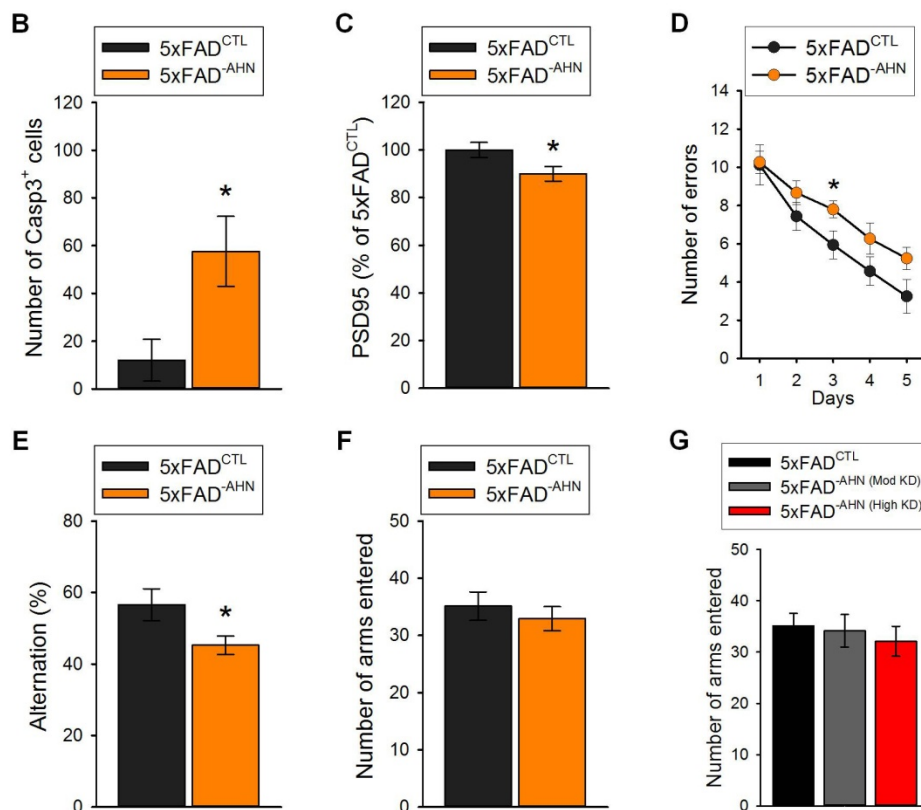 B
5xFAD^CTL
5xFAD^-AHN
Number of Casp3^+ cells
120
100
80
60
40
20
0
*
C
5xFAD^CTL
5xFAD^-AHN
PSD95 (% of 5xFAD^CTL)
120
100
80
60
40
20
0
*
D
5xFAD^CTL
5xFAD^-AHN
Number of errors
14
12
10
8
6
4
2
0
*
1 2 3 4 5
Days
E
5xFAD^CTL
5xFAD^-AHN
Alternation (%)
80
60
40
20
0
*
F
5xFAD^CTL
5xFAD^-AHN
Number of arms entered
50
40
30
20
10
0
G
5xFAD^CTL
5xFAD^-AHN (Mod KD)
5xFAD^-AHN (High KD)
Number of arms entered
50
40
30
20
10
0